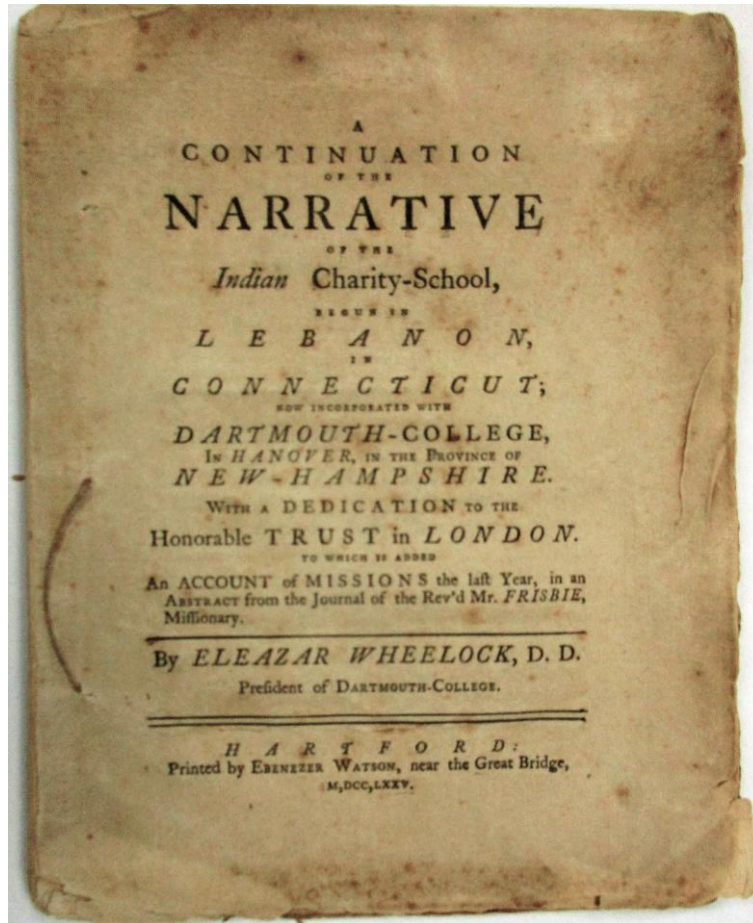 A
CONTINUATION
OF THE
NARRATIVE
OF THE
Indian Charity-School,
BEGUN IN
LEBANON,
IN
CONNECTICUT;
NOW INCORPORATED WITH
DARTMOUTH-COLLEGE,
In HANOVER, IN THE PROVINCE OF
NEW-HAMPSHIRE.
With a DEDICATION TO THE
Honorable TRUST in LONDON.
TO WHICH IS ADDED
An ACCOUNT of MISSIONS the laſt Year, in an
Abstract from the Journal of the Rev'd Mr. FRISBIE,
Miſſionary.
By ELEAZAR WHEELOCK, D. D.
Preſident of Dartmouth-College.
HARTFORD:
Printed by Ebenezer Watson, near the Great Bridge,
M,DCC,LXXV.